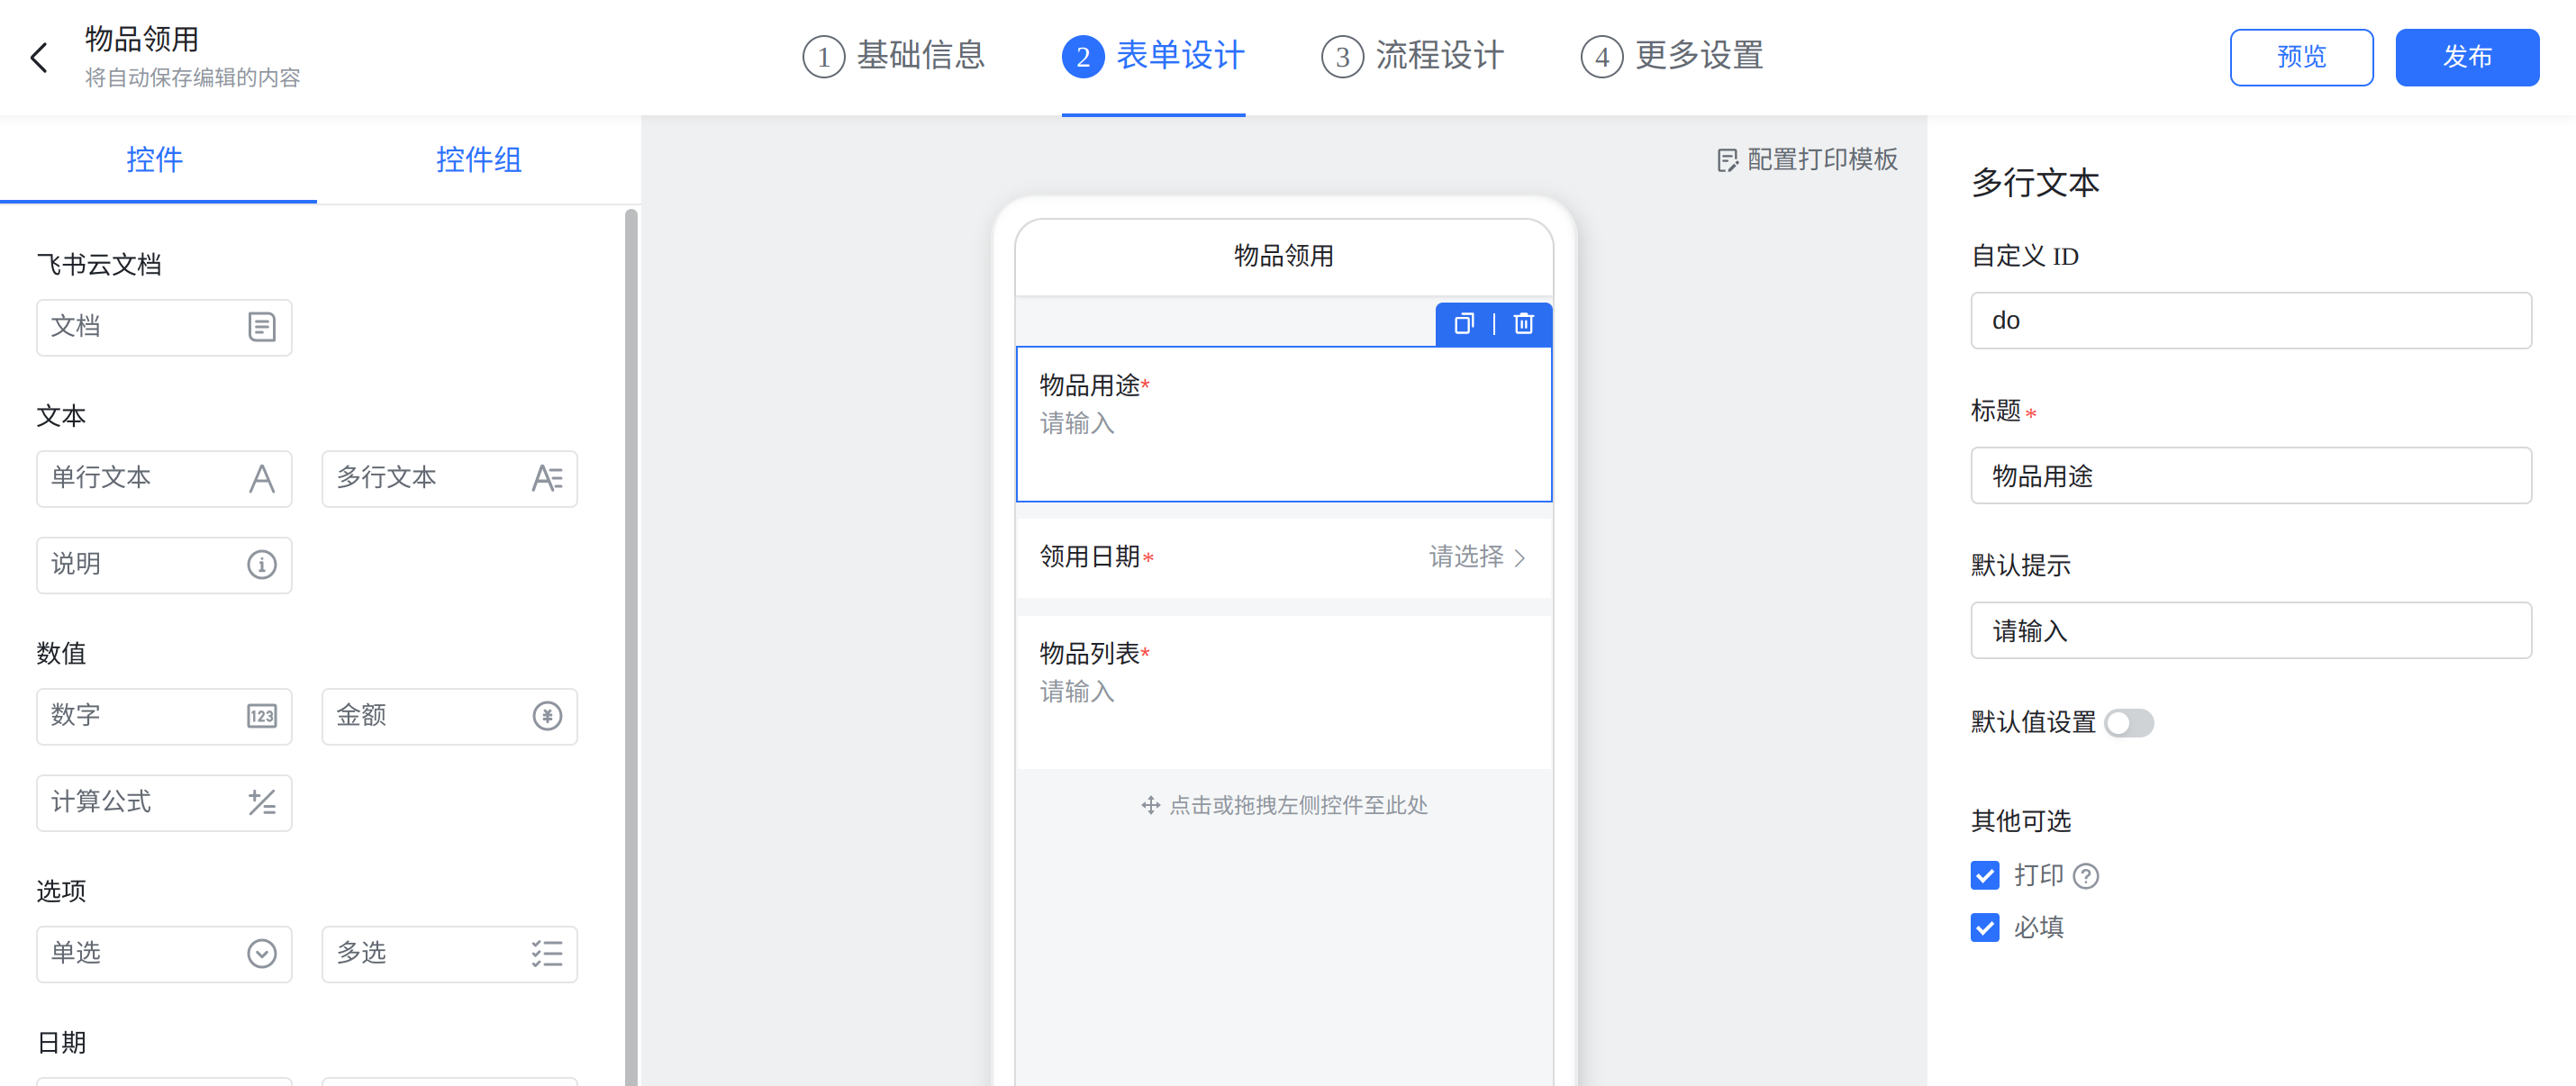 物品领用
将自动保存编辑的内容
1 基础信息
2 表单设计
3 流程设计
4 更多设置
预览
发布
控件
控件组
飞书云文档
文档
文本
单行文本
多行文本
说明
数值
数字
123
金额
计算公式
选项
单选
多选
日期
配置打印模板
物品领用
物品用途*
请输入
领用日期*
请选择
物品列表*
请输入
点击或拖拽左侧控件至此处
多行文本
自定义 ID
do
标题*
物品用途
默认提示
请输入
默认值设置
其他可选
打印
必填